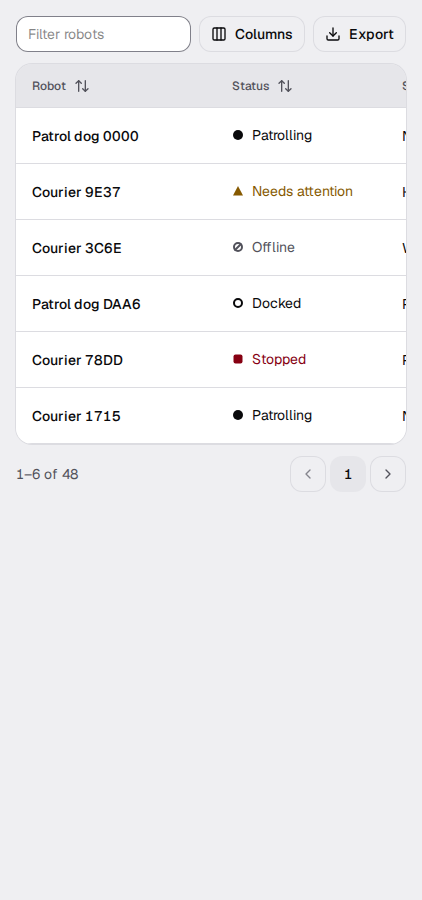 Filter robots Columns Export
Robot Status
Patrol dog 0000 Patrolling
Courier 9E37 Needs attention
Courier 3C6E Offline
Patrol dog DAA6 Docked
Courier 78DD Stopped
Courier 1715 Patrolling
1–6 of 48 1